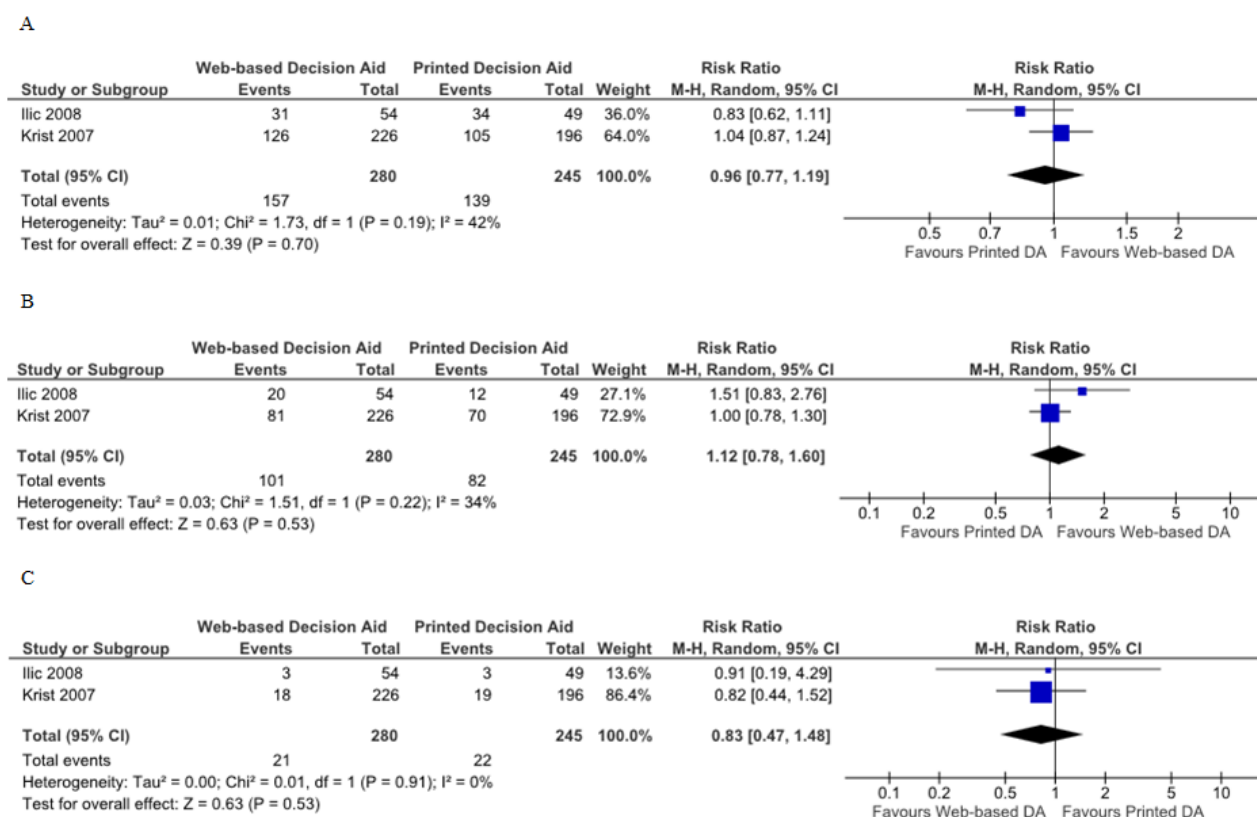 A
Web-based Decision Aid Printed Decision Aid Risk Ratio Risk Ratio
Study or Subgroup Events Total Events Total Weight M-H, Random, 95% CI M-H, Random, 95% CI
Ilic 2008 31 54 34 49 36.0% 0.83 [0.62, 1.11]
Krist 2007 126 226 105 196 64.0% 1.04 [0.87, 1.24]
Total (95% CI) 280 245 100.0% 0.96 [0.77, 1.19]
Total events 157 139
Heterogeneity: Tau² = 0.01; Chi² = 1.73, df = 1 (P = 0.19); I² = 42%
Test for overall effect: Z = 0.39 (P = 0.70)
0.5 0.7 1 1.5 2
Favours Printed DA Favours Web-based DA
B
Web-based Decision Aid Printed Decision Aid Risk Ratio Risk Ratio
Study or Subgroup Events Total Events Total Weight M-H, Random, 95% CI M-H, Random, 95% CI
Ilic 2008 20 54 12 49 27.1% 1.51 [0.83, 2.76]
Krist 2007 81 226 70 196 72.9% 1.00 [0.78, 1.30]
Total (95% CI) 280 245 100.0% 1.12 [0.78, 1.60]
Total events 101 82
Heterogeneity: Tau² = 0.03; Chi² = 1.51, df = 1 (P = 0.22); I² = 34%
Test for overall effect: Z = 0.63 (P = 0.53)
0.1 0.2 0.5 1 2 5 10
Favours Printed DA Favours Web-based DA
C
Web-based Decision Aid Printed Decision Aid Risk Ratio Risk Ratio
Study or Subgroup Events Total Events Total Weight M-H, Random, 95% CI M-H, Random, 95% CI
Ilic 2008 3 54 3 49 13.6% 0.91 [0.19, 4.29]
Krist 2007 18 226 19 196 86.4% 0.82 [0.44, 1.52]
Total (95% CI) 280 245 100.0% 0.83 [0.47, 1.48]
Total events 21 22
Heterogeneity: Tau² = 0.00; Chi² = 0.01, df = 1 (P = 0.91); I² = 0%
Test for overall effect: Z = 0.63 (P = 0.53)
0.1 0.2 0.5 1 2 5 10
Favours Web-based DA Favours Printed DA